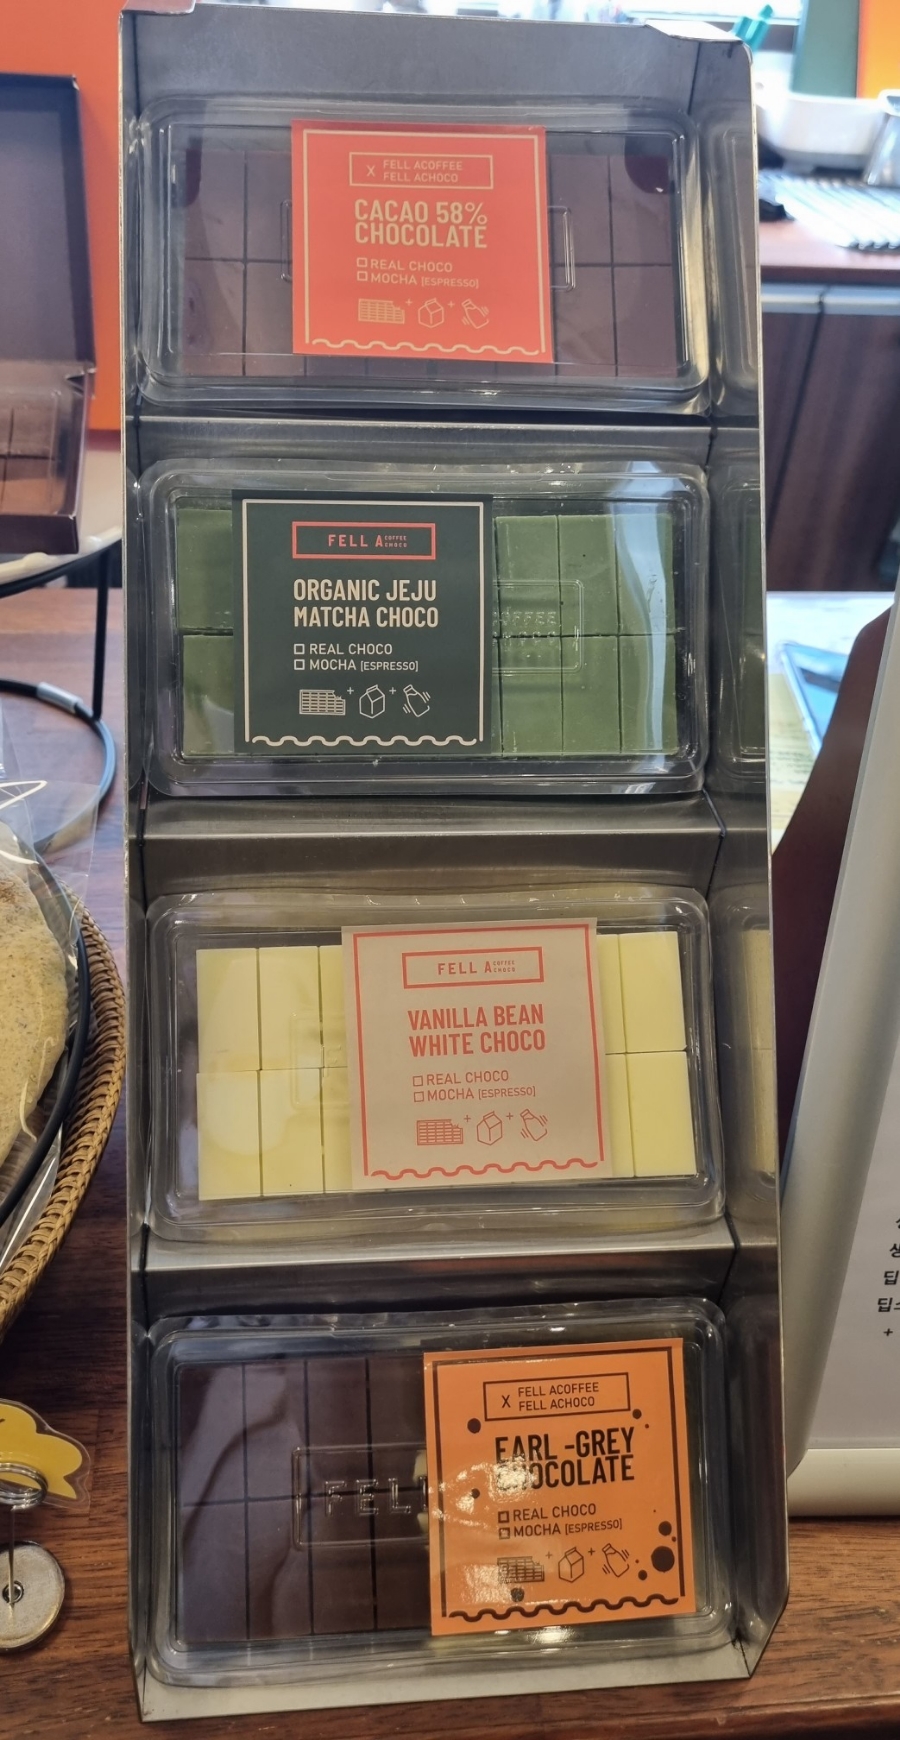 X FELL ACOFFEE
FELL ACHOCO
CACAO 58%
CHOCOLATE
REAL CHOCO
MOCHA [ESPRESSO]
+ +
FELL A COFFEE
CHOCO
ORGANIC JEJU
MATCHA CHOCO
REAL CHOCO
MOCHA [ESPRESSO]
+ +
FELL A COFFEE
CHOCO
VANILLA BEAN
WHITE CHOCO
REAL CHOCO
MOCHA [ESPRESSO]
+ +
X FELL ACOFFEE
FELL ACHOCO
EARL -GREY
CHOCOLATE
REAL CHOCO
MOCHA [ESPRESSO]
+ +
FELL
딥
+